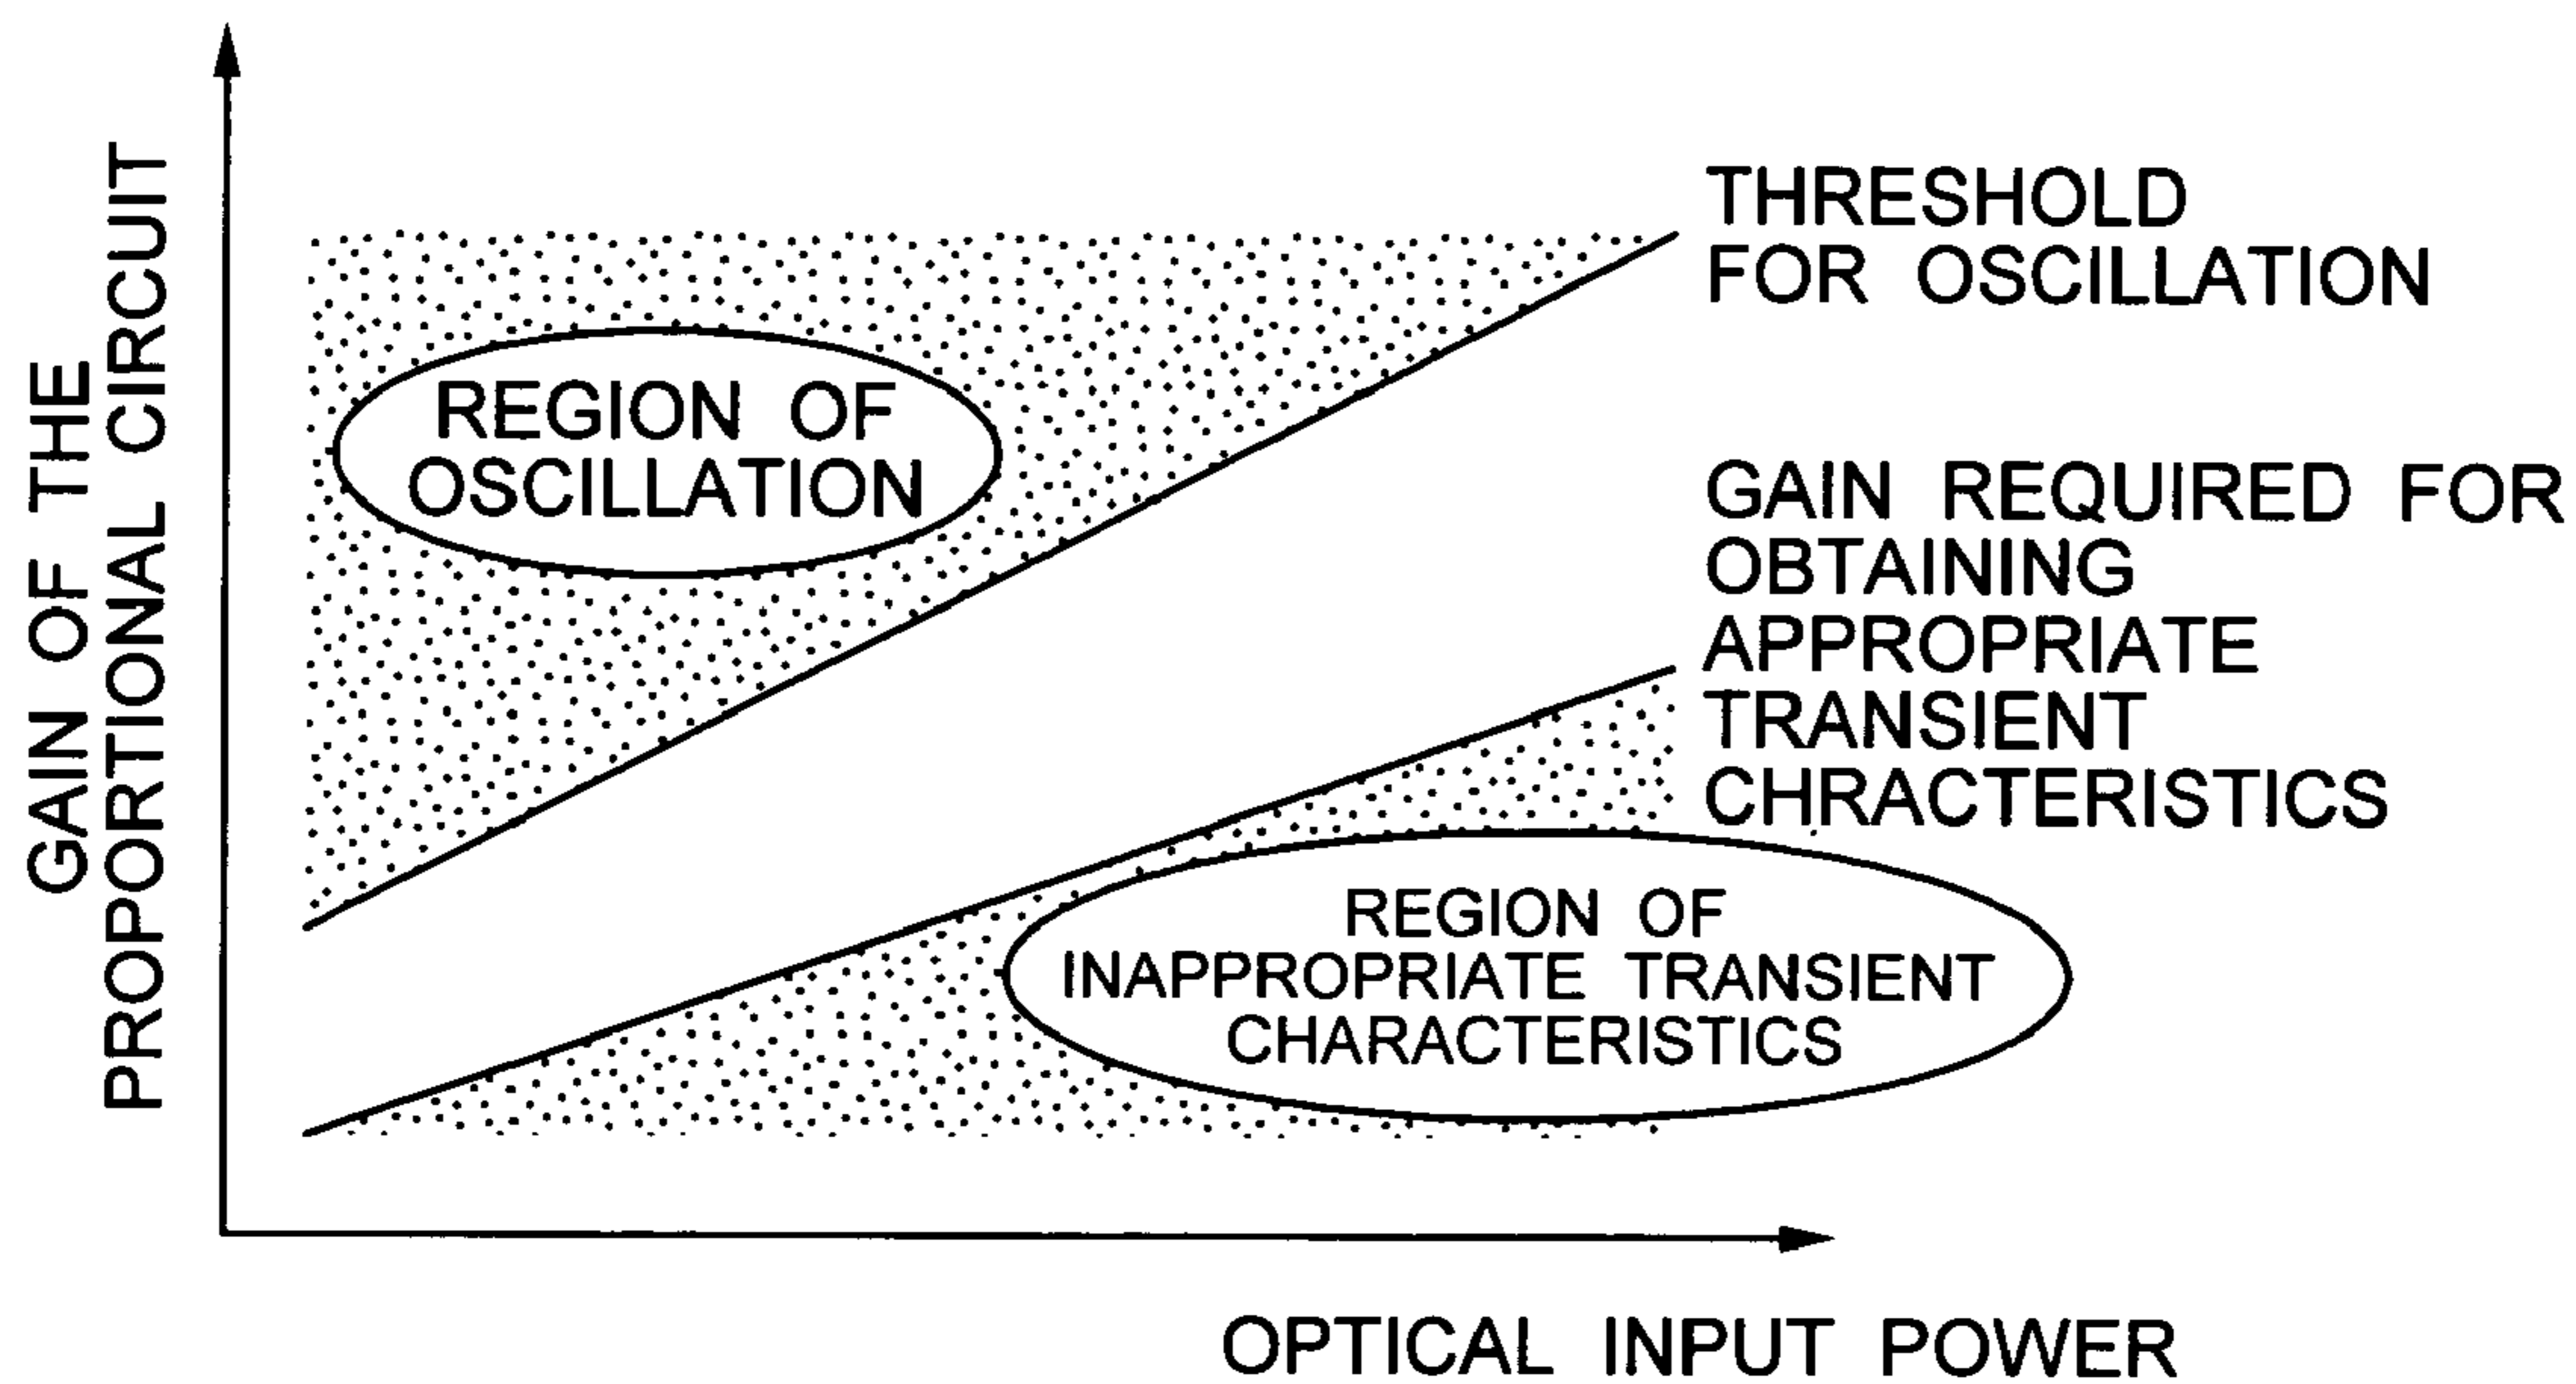 GAIN OF THE
PROPORTIONAL CIRCUIT
THRESHOLD
FOR OSCILLATION
REGION OF
OSCILLATION
GAIN REQUIRED FOR
OBTAINING
APPROPRIATE
TRANSIENT
CHRACTERISTICS
REGION OF
INAPPROPRIATE TRANSIENT
CHARACTERISTICS
OPTICAL INPUT POWER